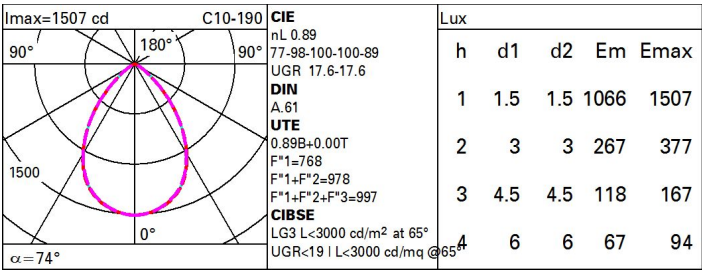 Imax=1507 cd C10-190
90° 180° 90°
1500
0°
α=74°
CIE
nL 0.89
77-98-100-100-89
UGR 17.6-17.6
DIN
A.61
UTE
0.89B+0.00T
F"1=768
F"1+F"2=978
F"1+F"2+F"3=997
CIBSE
LG3 L<3000 cd/m² at 65°
UGR<19 | L<3000 cd/mq @65°
Lux
h d1 d2 Em Emax
1 1.5 1.5 1066 1507
2 3 3 267 377
3 4.5 4.5 118 167
4 6 6 67 94